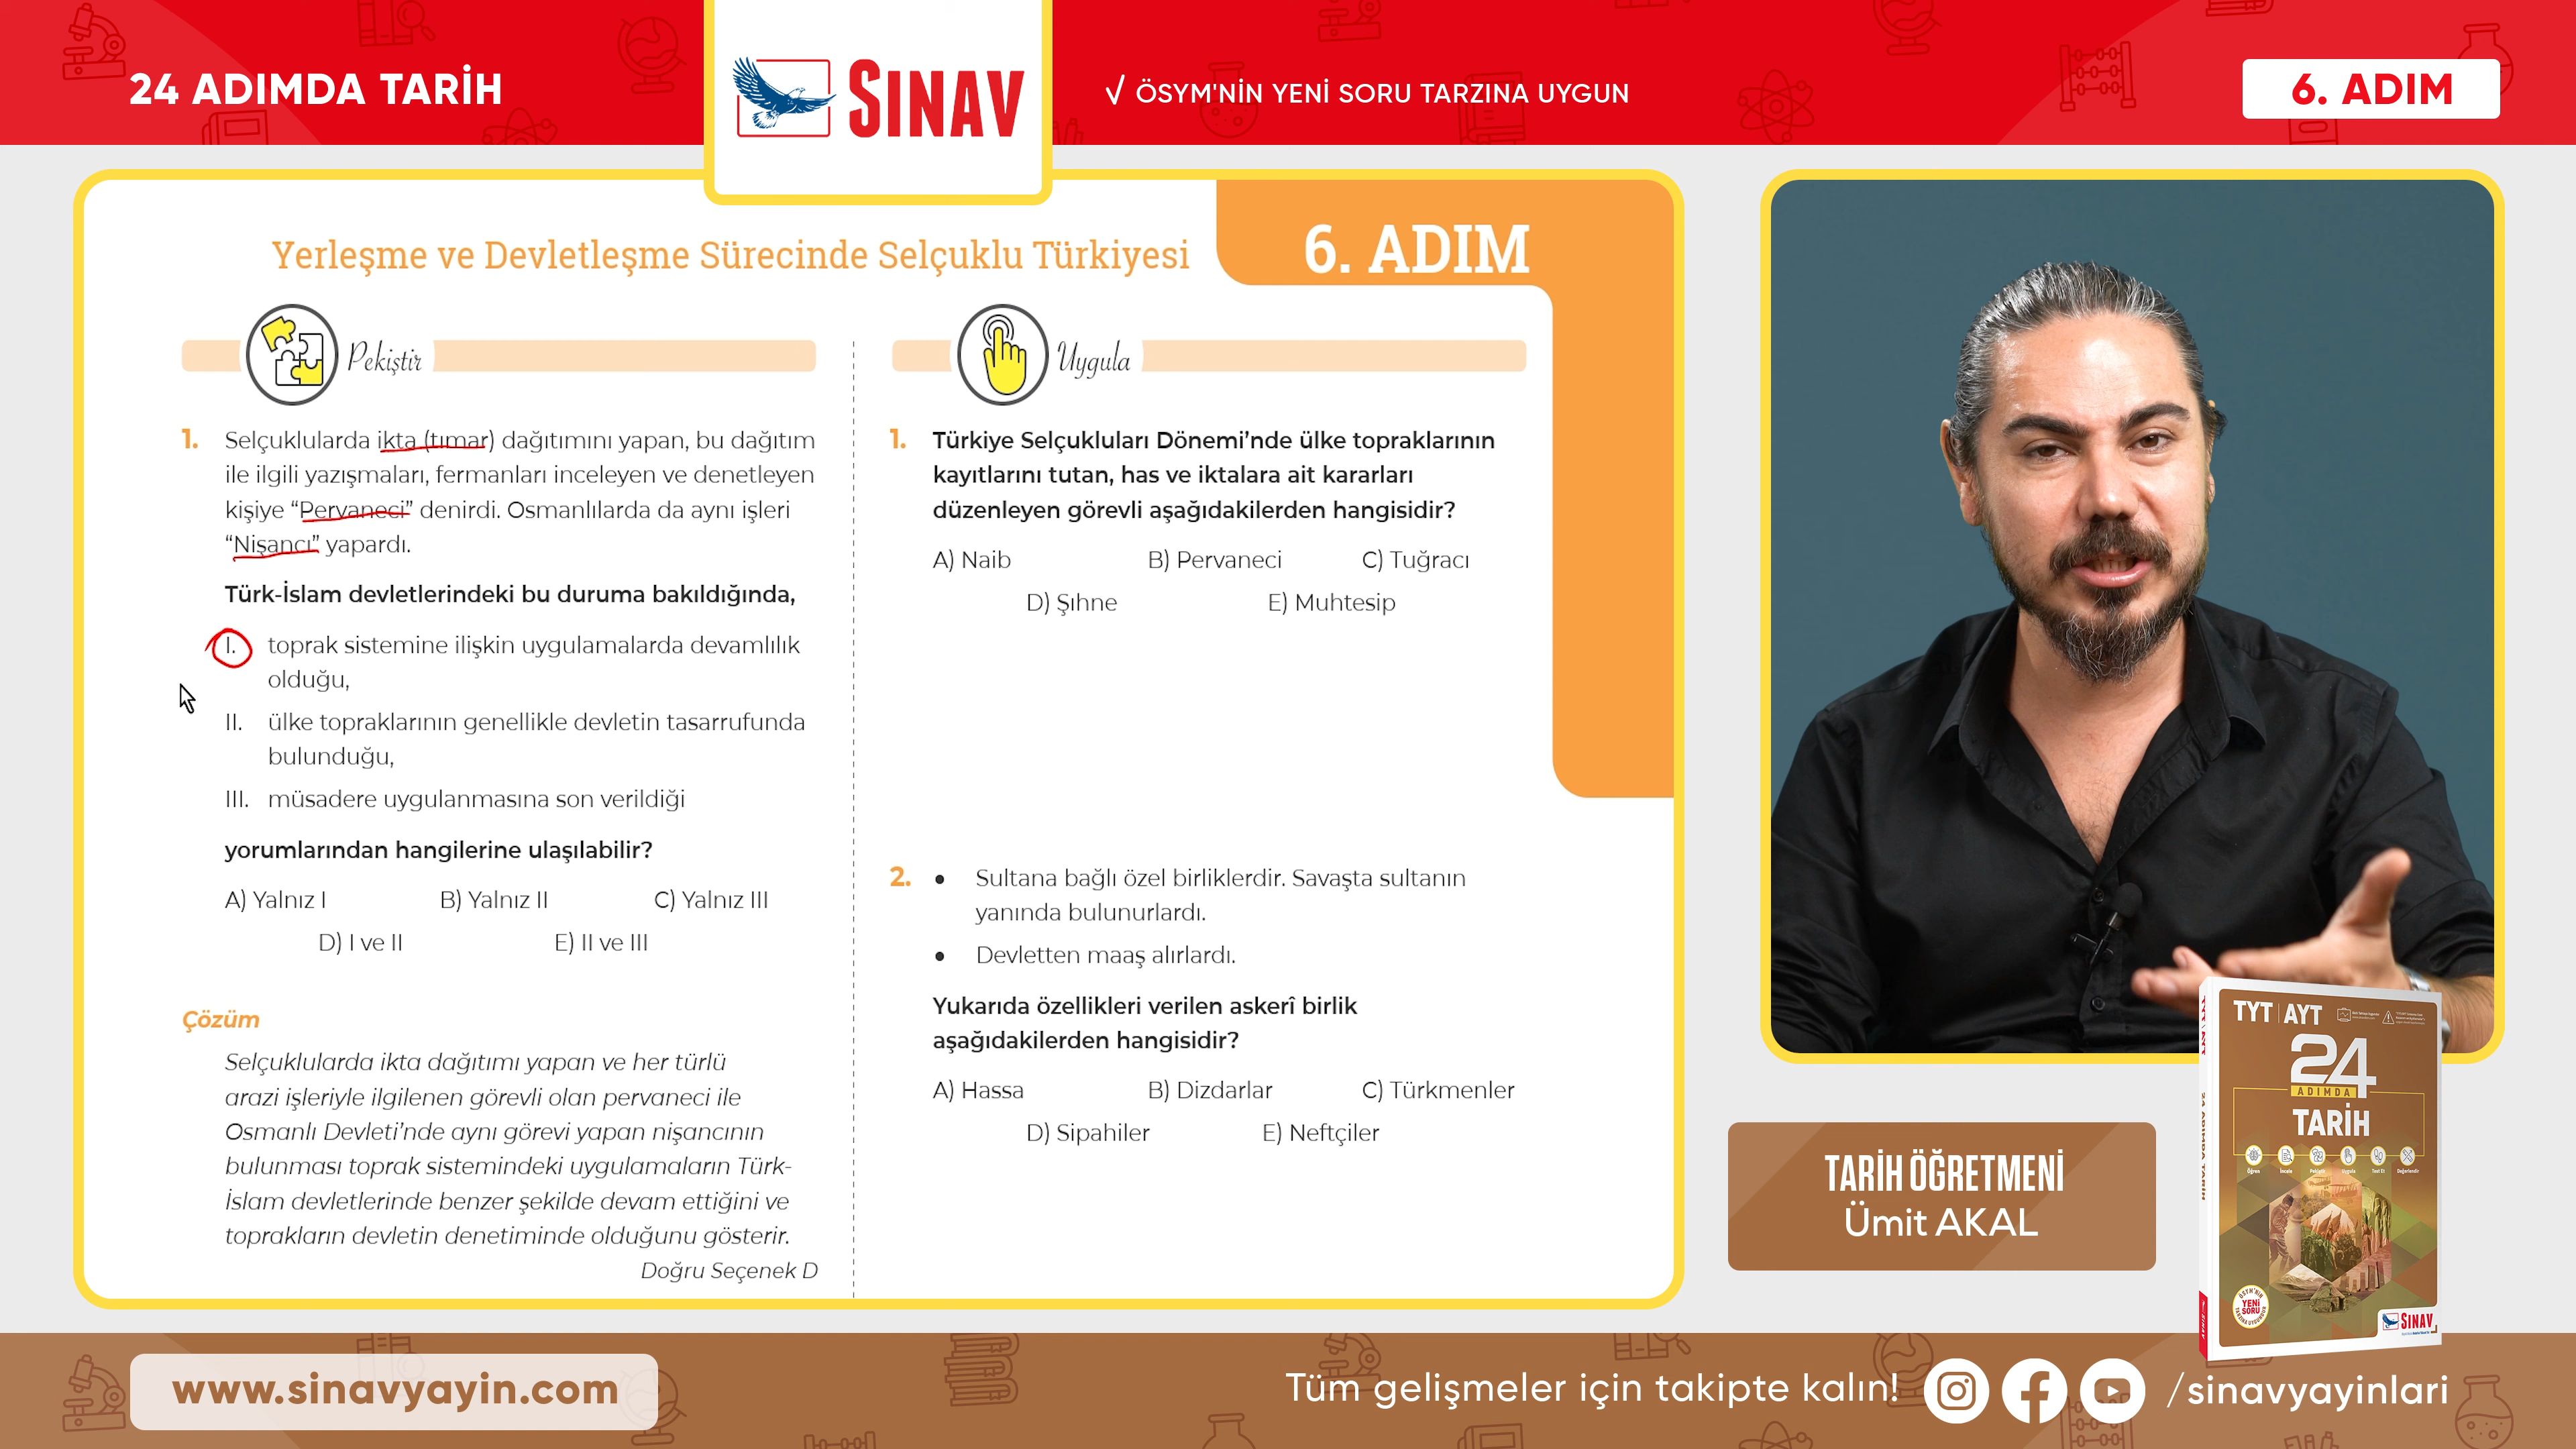 24 ADIMDA TARİH
SINAV
√ ÖSYM'NİN YENİ SORU TARZINA UYGUN
6. ADIM
Yerleşme ve Devletleşme Sürecinde Selçuklu Türkiyesi
6. ADIM
Pekiştir
1. Selçuklularda ikta (tımar) dağıtımını yapan, bu dağıtım
ile ilgili yazışmaları, fermanları inceleyen ve denetleyen
kişiye “Pervaneci” denirdi. Osmanlılarda da aynı işleri
“Nişancı” yapardı.
Türk-İslam devletlerindeki bu duruma bakıldığında,
I. toprak sistemine ilişkin uygulamalarda devamlılık
olduğu,
II. ülke topraklarının genellikle devletin tasarrufunda
bulunduğu,
III. müsadere uygulanmasına son verildiği
yorumlarından hangilerine ulaşılabilir?
A) Yalnız I B) Yalnız II C) Yalnız III
D) I ve II E) II ve III
Çözüm
Selçuklularda ikta dağıtımı yapan ve her türlü
arazi işleriyle ilgilenen görevli olan pervaneci ile
Osmanlı Devleti’nde aynı görevi yapan nişancının
bulunması toprak sistemindeki uygulamaların Türk-
İslam devletlerinde benzer şekilde devam ettiğini ve
toprakların devletin denetiminde olduğunu gösterir.
Doğru Seçenek D
Uygula
1. Türkiye Selçukluları Dönemi’nde ülke topraklarının
kayıtlarını tutan, has ve iktalara ait kararları
düzenleyen görevli aşağıdakilerden hangisidir?
A) Naib B) Pervaneci C) Tuğracı
D) Şıhne E) Muhtesip
2. • Sultana bağlı özel birliklerdir. Savaşta sultanın
yanında bulunurlardı.
• Devletten maaş alırlardı.
Yukarıda özellikleri verilen askerî birlik
aşağıdakilerden hangisidir?
A) Hassa B) Dizdarlar C) Türkmenler
D) Sipahiler E) Neftçiler
TARİH ÖĞRETMENİ
Ümit AKAL
TYT | AYT
24
ADIMDA
TARİH
YENİ
SORU
SINAV
www.sinavyayin.com
Tüm gelişmeler için takipte kalın!
/sinavyayinlari